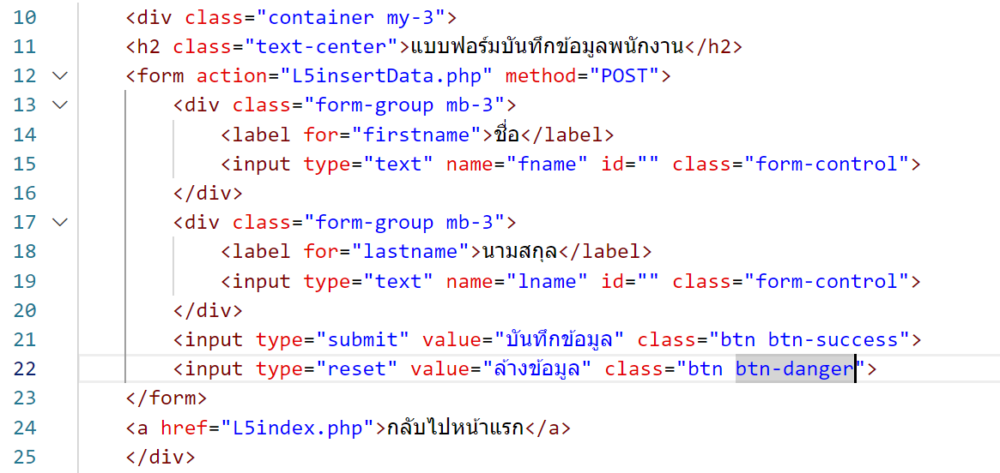 10 <div class="container my-3">
11 <h2 class="text-center">แบบฟอร์มบันทึกข้อมูลพนักงาน</h2>
12 <form action="L5insertData.php" method="POST">
13 <div class="form-group mb-3">
14 <label for="firstname">ชื่อ</label>
15 <input type="text" name="fname" id="" class="form-control">
16 </div>
17 <div class="form-group mb-3">
18 <label for="lastname">นามสกุล</label>
19 <input type="text" name="lname" id="" class="form-control">
20 </div>
21 <input type="submit" value="บันทึกข้อมูล" class="btn btn-success">
22 <input type="reset" value="ล้างข้อมูล" class="btn btn-danger">
23 </form>
24 <a href="L5index.php">กลับไปหน้าแรก</a>
25 </div>